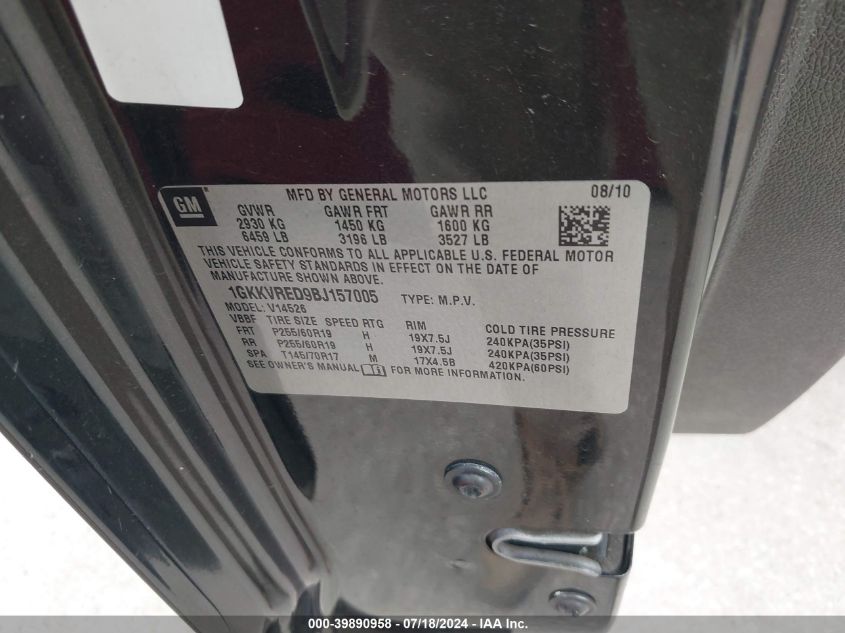 GM MFD BY GENERAL MOTORS LLC 08/10
GVWR GAWR FRT GAWR RR
2930 KG 1450 KG 1600 KG
6459 LB 3196 LB 3527 LB
THIS VEHICLE CONFORMS TO ALL APPLICABLE U.S. FEDERAL MOTOR
VEHICLE SAFETY STANDARDS IN EFFECT ON THE DATE OF
MANUFACTURE SHOWN ABOVE.
1GKKVRED9BJ157005 TYPE: M.P.V.
MODEL: V14526
VBBF TIRE SIZE SPEED RTG RIM COLD TIRE PRESSURE
FRT P255/60R19 H 19X7.5J 240KPA(35PSI)
RR P255/60R19 H 19X7.5J 240KPA(35PSI)
SPA T145/70R17 M 17X4.5B 420KPA(60PSI)
SEE OWNER'S MANUAL FOR MORE INFORMATION.
000-39890958 - 07/18/2024 - IAA Inc.